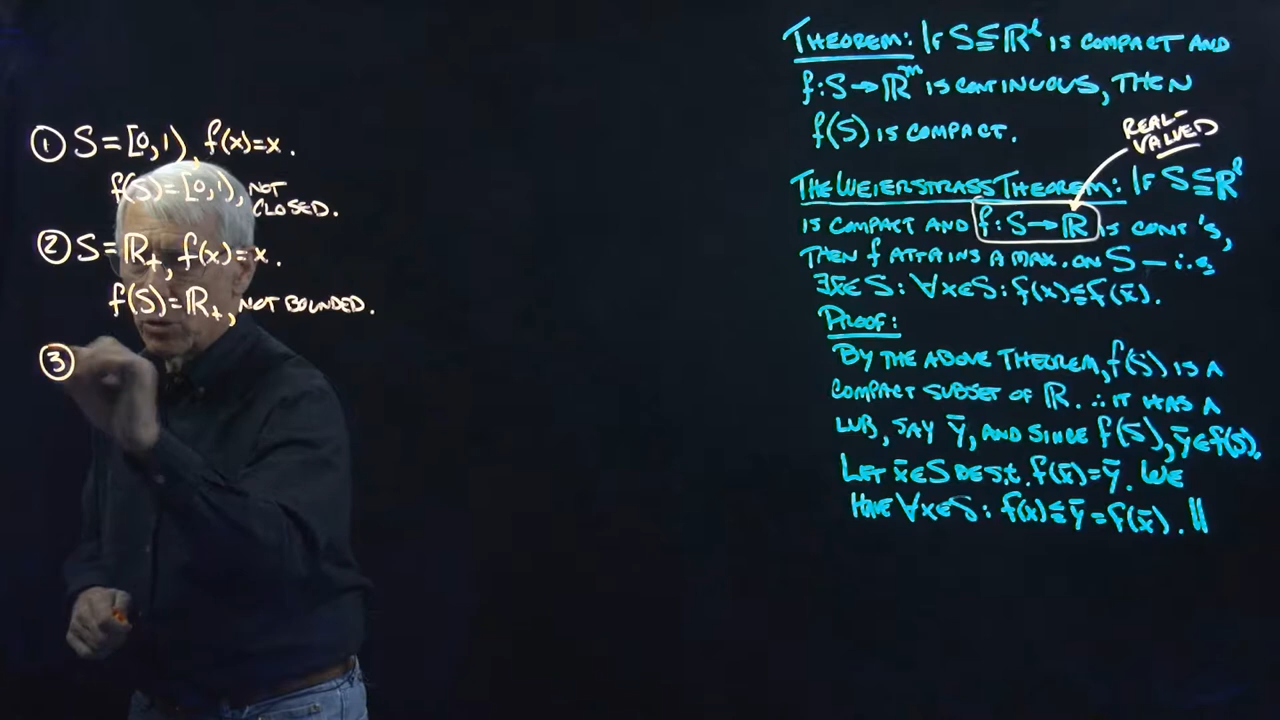 ① S = [0,1), f(x)=x.
f(S)=[0,1), NOT
CLOSED.
② S=ℝ₊, f(x)=x.
f(S)=ℝ₊, NOT BOUNDED.
③
THEOREM: IF S≦ℝˡ IS COMPACT AND
f:S→ℝᵐ IS CONTINUOUS, THEN
f(S) IS COMPACT.
REAL-
VALUED
THE WEIERSTRASS THEOREM: IF S≦ℝˡ
IS COMPACT AND f:S→ℝ IS CONT'S,
THEN f ATTAINS A MAX. ON S — i.e.,
∃x̄∈S: ∀x∈S: f(x)≦f(x̄).
PROOF:
BY THE ABOVE THEOREM, f(S) IS A
COMPACT SUBSET OF ℝ. ∴ IT HAS A
LUB, SAY ȳ, AND SINCE f(S), ȳ∈f(S).
LET x̄∈S BE S.T. f(x̄)=ȳ. WE
HAVE ∀x∈S: f(x)≦ȳ=f(x̄). ||